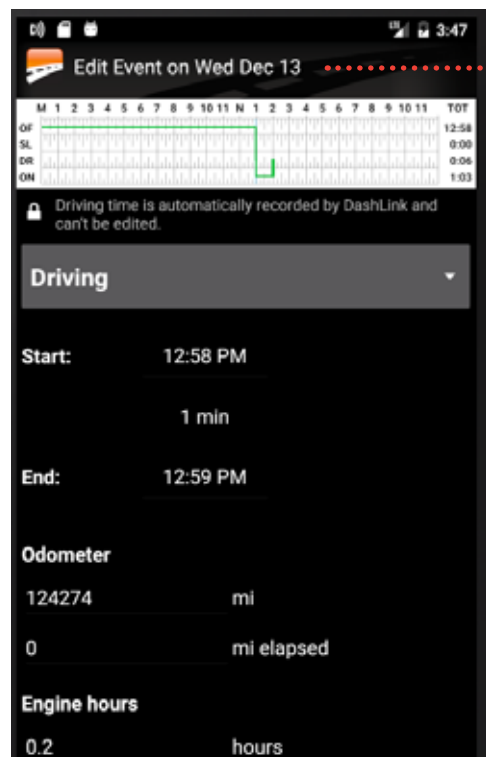 3:47
Edit Event on Wed Dec 13
M 1 2 3 4 5 6 7 8 9 10 11 N 1 2 3 4 5 6 7 8 9 10 11 TOT
OF 12:58
SL 0:00
DR 0:06
ON 1:03
Driving time is automatically recorded by DashLink and
can't be edited.
Driving
Start: 12:58 PM
1 min
End: 12:59 PM
Odometer
124274 mi
0 mi elapsed
Engine hours
0.2 hours